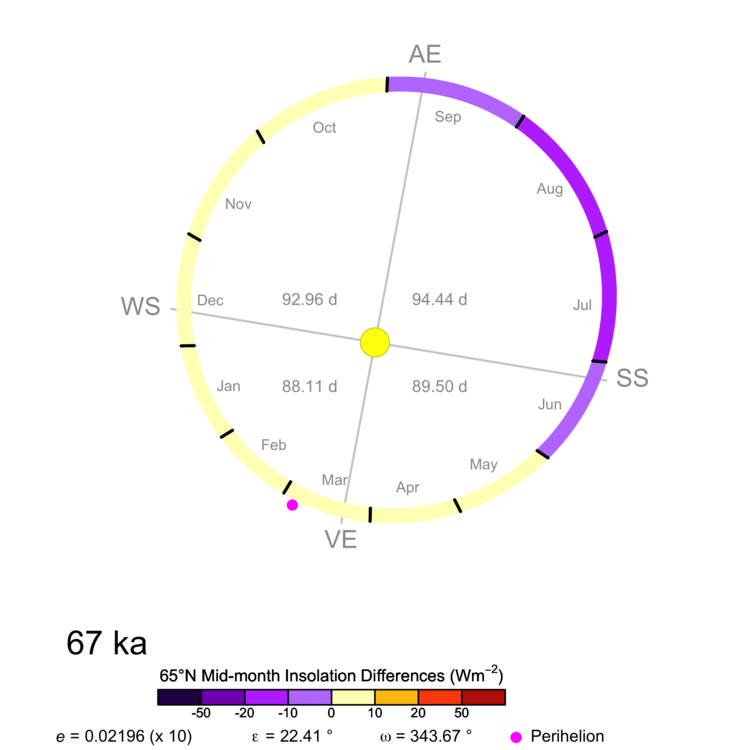 AE
Sep
Oct
Aug
Nov
Dec
92.96 d
94.44 d
Jul
WS
SS
88.11 d
89.50 d
Jan
Jun
Feb
May
Mar
Apr
VE
67 ka
65°N Mid-month Insolation Differences (Wm⁻²)
-50 -20 -10 0 10 20 50
e = 0.02196 (x 10) ε = 22.41 ° ω = 343.67 ° Perihelion